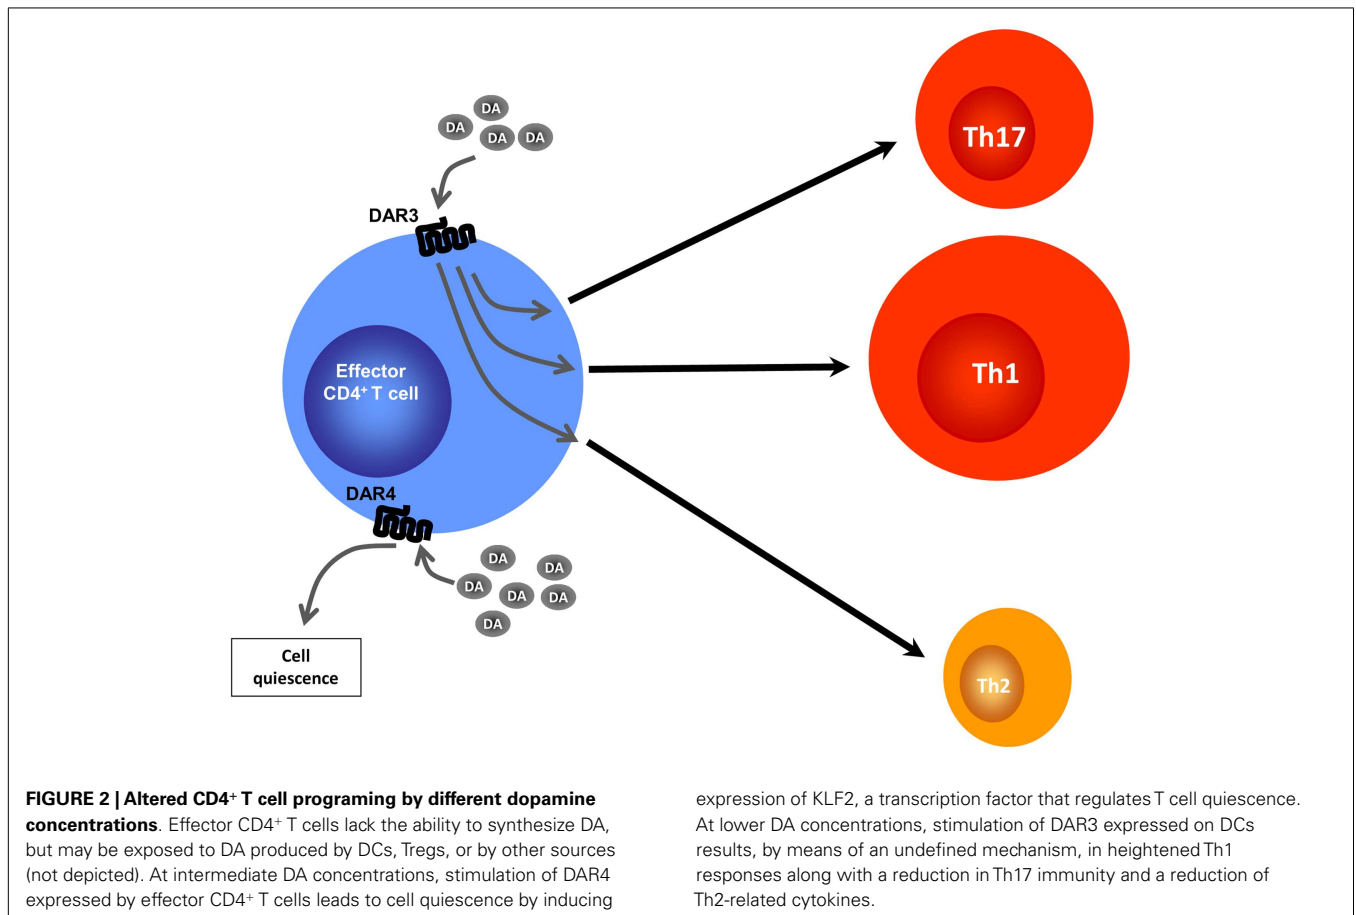 DA
DA
DA
DA
DAR3
Th17
Th1
Effector
CD4+ T cell
DAR4
DA
DA
DA
DA
DA
DA
Cell
quiescence
Th2
FIGURE 2 | Altered CD4+ T cell programing by different dopamine
concentrations. Effector CD4+ T cells lack the ability to synthesize DA,
but may be exposed to DA produced by DCs, Tregs, or by other sources
(not depicted). At intermediate DA concentrations, stimulation of DAR4
expressed by effector CD4+ T cells leads to cell quiescence by inducing
expression of KLF2, a transcription factor that regulates T cell quiescence.
At lower DA concentrations, stimulation of DAR3 expressed on DCs
results, by means of an undefined mechanism, in heightened Th1
responses along with a reduction in Th17 immunity and a reduction of
Th2-related cytokines.